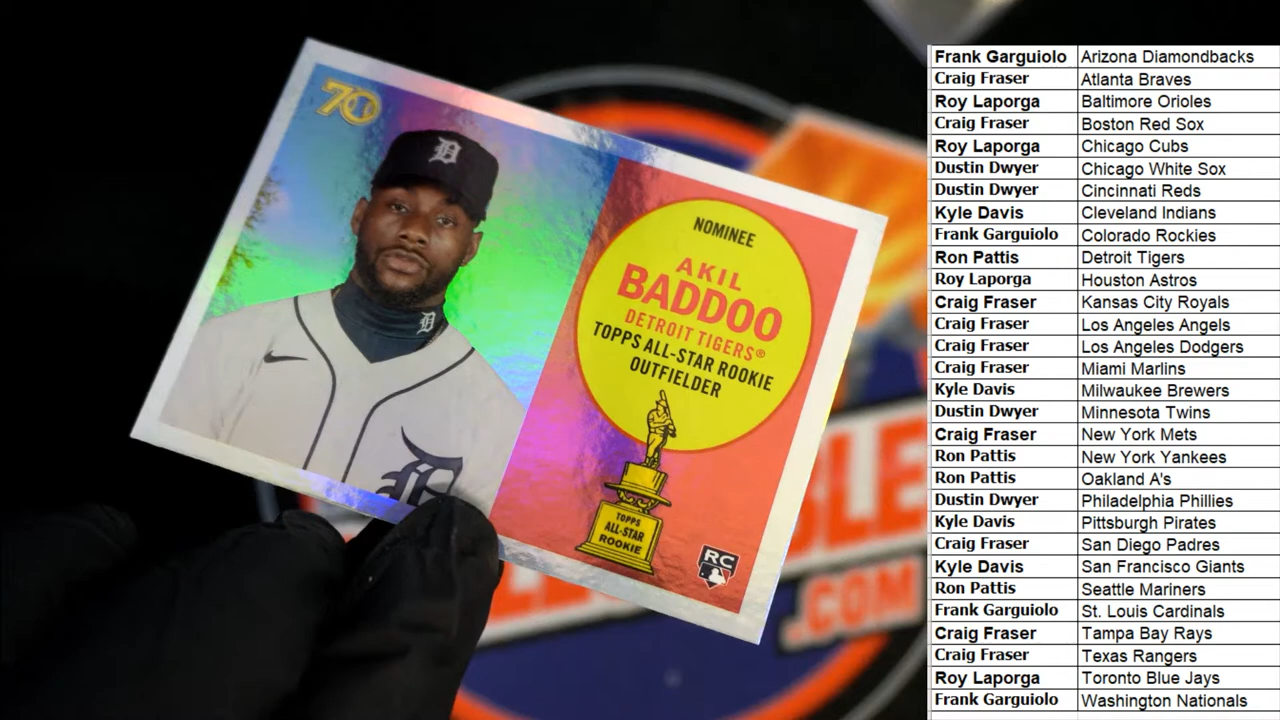 70
NOMINEE
AKIL
BADDOO
DETROIT TIGERS®
TOPPS ALL-STAR ROOKIE
OUTFIELDER
TOPPS
ALL-STAR
ROOKIE
RC
D
D
D
BLE
.COM
Frank Garguiolo Arizona Diamondbacks
Craig Fraser Atlanta Braves
Roy Laporga Baltimore Orioles
Craig Fraser Boston Red Sox
Roy Laporga Chicago Cubs
Dustin Dwyer Chicago White Sox
Dustin Dwyer Cincinnati Reds
Kyle Davis Cleveland Indians
Frank Garguiolo Colorado Rockies
Ron Pattis Detroit Tigers
Roy Laporga Houston Astros
Craig Fraser Kansas City Royals
Craig Fraser Los Angeles Angels
Craig Fraser Los Angeles Dodgers
Craig Fraser Miami Marlins
Kyle Davis Milwaukee Brewers
Dustin Dwyer Minnesota Twins
Craig Fraser New York Mets
Ron Pattis New York Yankees
Ron Pattis Oakland A's
Dustin Dwyer Philadelphia Phillies
Kyle Davis Pittsburgh Pirates
Craig Fraser San Diego Padres
Kyle Davis San Francisco Giants
Ron Pattis Seattle Mariners
Frank Garguiolo St. Louis Cardinals
Craig Fraser Tampa Bay Rays
Craig Fraser Texas Rangers
Roy Laporga Toronto Blue Jays
Frank Garguiolo Washington Nationals